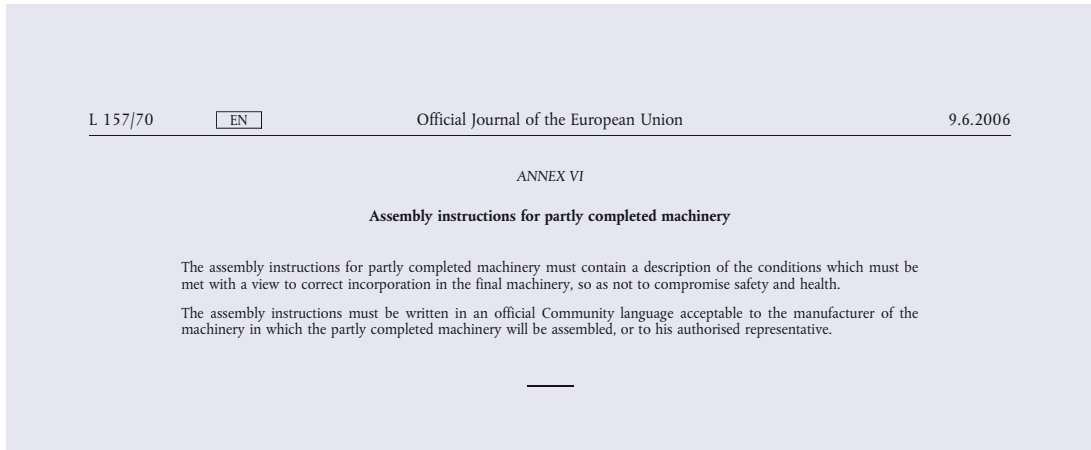 L 157/70 EN Official Journal of the European Union 9.6.2006
ANNEX VI
Assembly instructions for partly completed machinery
The assembly instructions for partly completed machinery must contain a description of the conditions which must be
met with a view to correct incorporation in the final machinery, so as not to compromise safety and health.
The assembly instructions must be written in an official Community language acceptable to the manufacturer of the
machinery in which the partly completed machinery will be assembled, or to his authorised representative.